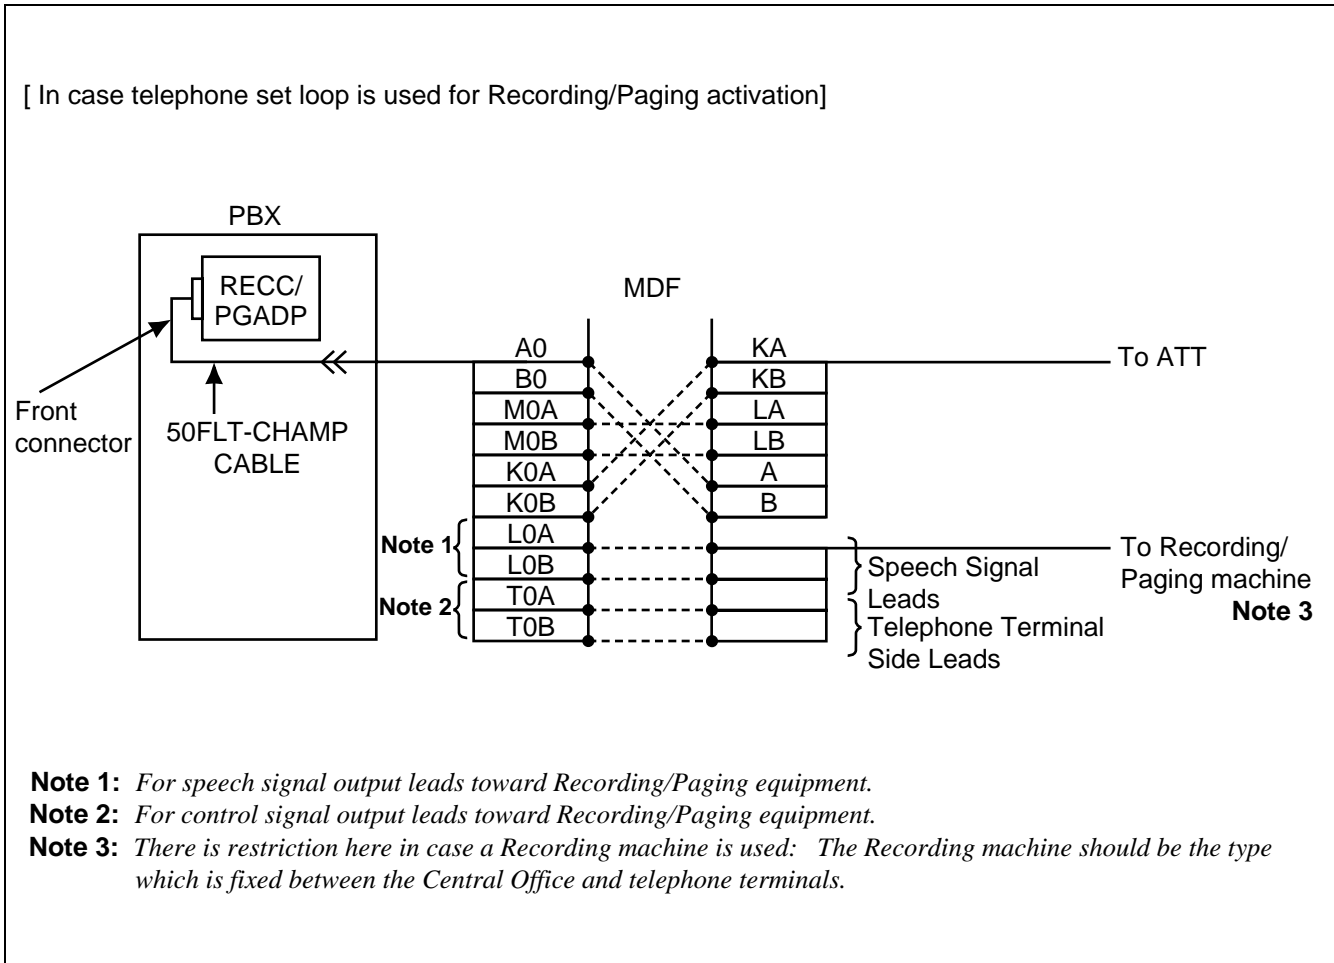 [ In case telephone set loop is used for Recording/Paging activation]
PBX
RECC/
PGADP
MDF
Front
connector
50FLT-CHAMP
CABLE
A0
B0
M0A
M0B
K0A
K0B
L0A
L0B
T0A
T0B
Note 1
Note 2
KA
KB
LA
LB
A
B
To ATT
Speech Signal
Leads
Telephone Terminal
Side Leads
To Recording/
Paging machine
Note 3
Note 1: For speech signal output leads toward Recording/Paging equipment.
Note 2: For control signal output leads toward Recording/Paging equipment.
Note 3: There is restriction here in case a Recording machine is used: The Recording machine should be the type
which is fixed between the Central Office and telephone terminals.